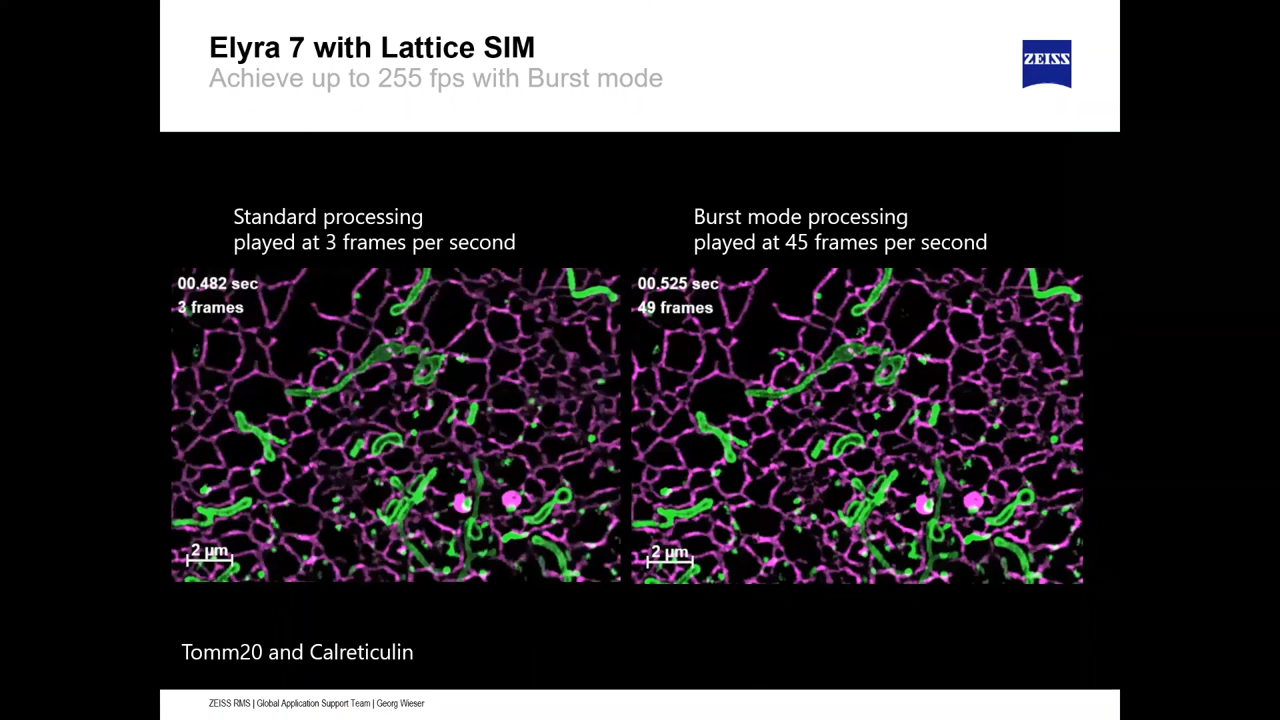 Elyra 7 with Lattice SIM
Achieve up to 255 fps with Burst mode
ZEISS
Standard processing
played at 3 frames per second
Burst mode processing
played at 45 frames per second
00.482 sec
3 frames
2 µm
00.525 sec
49 frames
2 µm
Tomm20 and Calreticulin
ZEISS RMS | Global Application Support Team | Georg Wieser